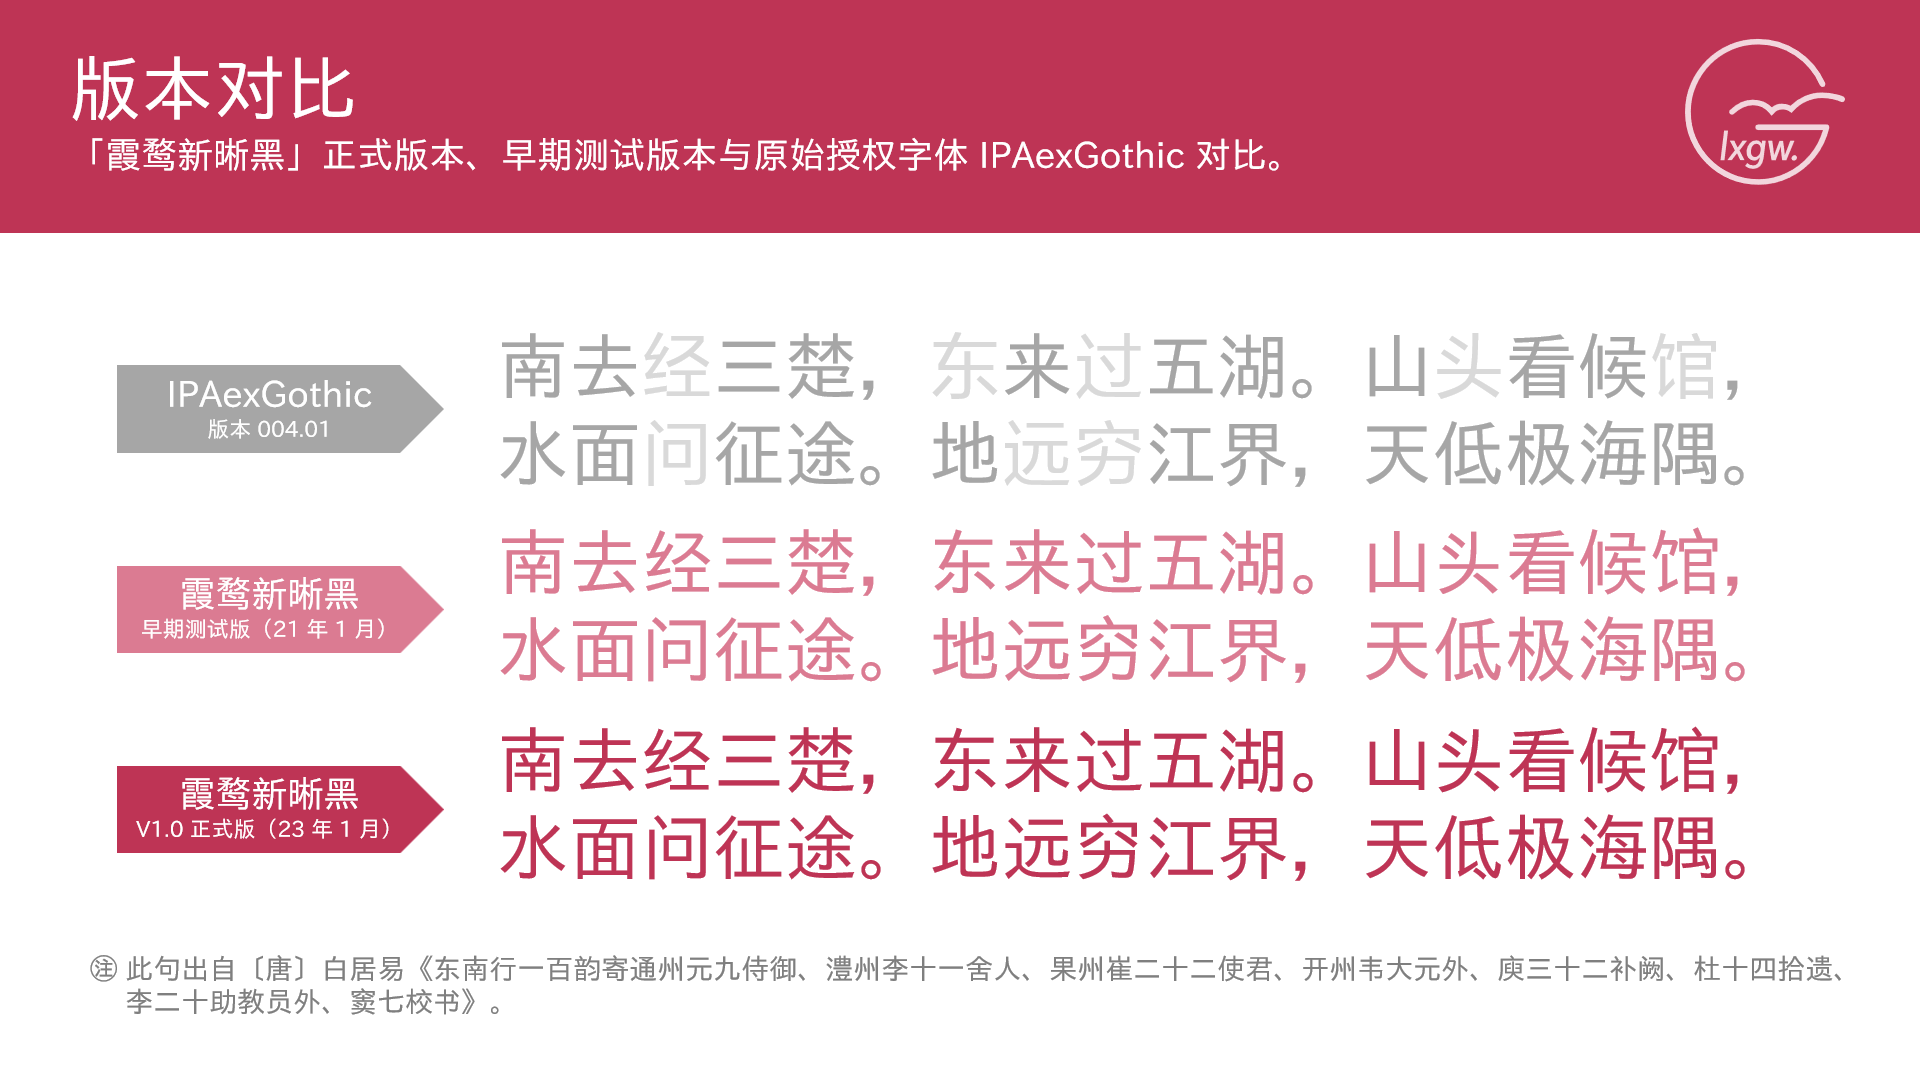 版本对比
「霞鹜新晰黑」正式版本、早期测试版本与原始授权字体 IPAexGothic 对比。
lxgw.
IPAexGothic
版本 004.01
南去经三楚，东来过五湖。山头看候馆，
水面问征途。地远穷江界，天低极海隅。
霞鹜新晰黑
早期测试版（21 年 1 月）
南去经三楚，东来过五湖。山头看候馆，
水面问征途。地远穷江界，天低极海隅。
霞鹜新晰黑
V1.0 正式版（23 年 1 月）
南去经三楚，东来过五湖。山头看候馆，
水面问征途。地远穷江界，天低极海隅。
㊟ 此句出自〔唐〕白居易《东南行一百韵寄通州元九侍御、澧州李十一舍人、果州崔二十二使君、开州韦大元外、庾三十二补阙、杜十四拾遗、
李二十助教员外、窦七校书》。